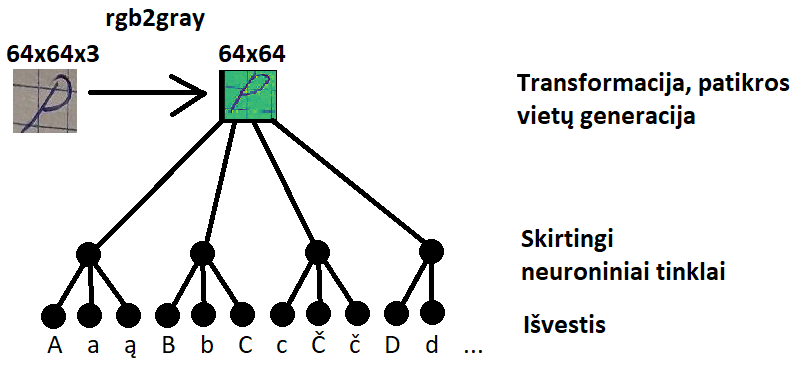 rgb2gray
64x64x3
64x64
P
Transformacija, patikros
vietų generacija
Skirtingi
neuroniniai tinklai
Išvestis
A a ą B b C c Č č D d ...